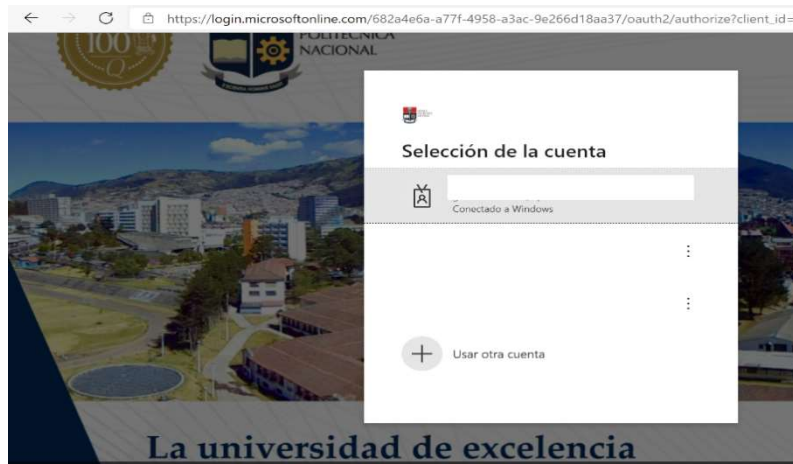 https://login.microsoftonline.com/682a4e6a-a77f-4958-a3ac-9e266d18aa37/oauth2/authorize?client_id=
100
POLITÉCNICA
NACIONAL
Selección de la cuenta
Conectado a Windows
Usar otra cuenta
La universidad de excelencia